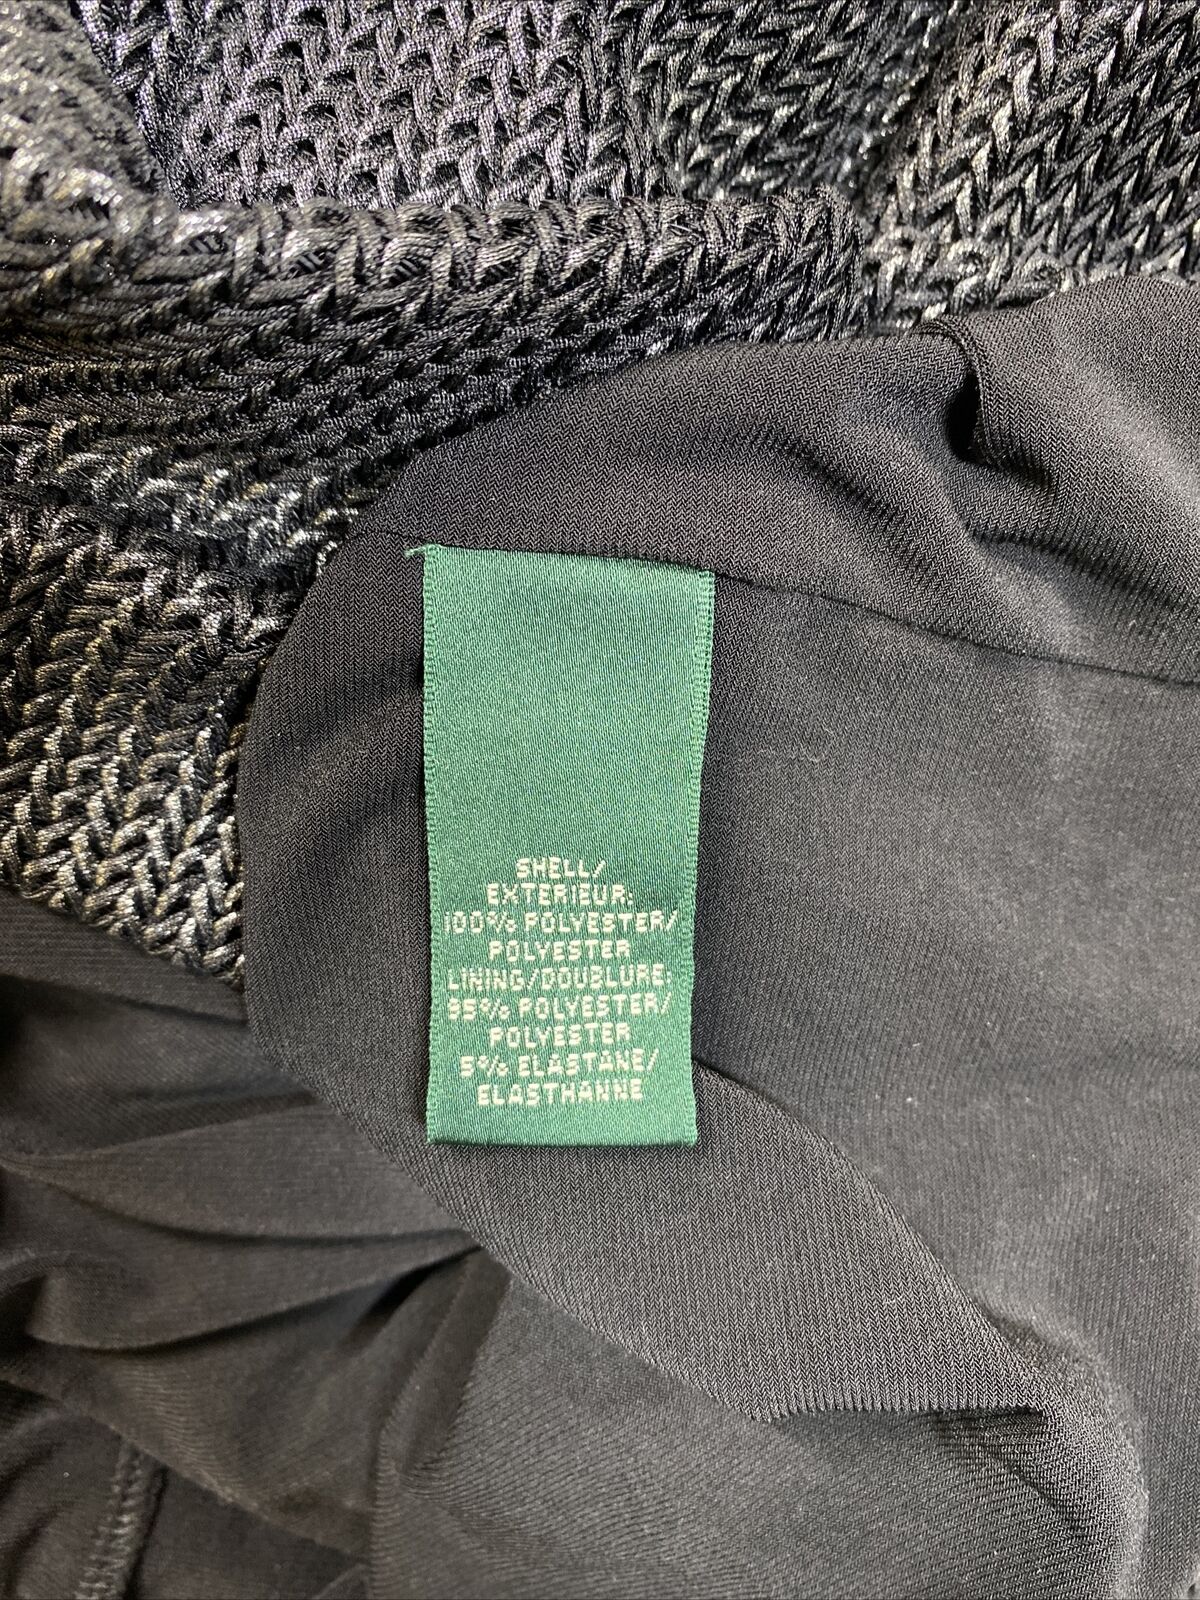 SHELL/
EXTERIEUR:
100% POLYESTER/
POLYESTER
LINING/DOUBLURE:
95% POLYESTER/
POLYESTER
5% ELASTANE/
ELASTHANNE